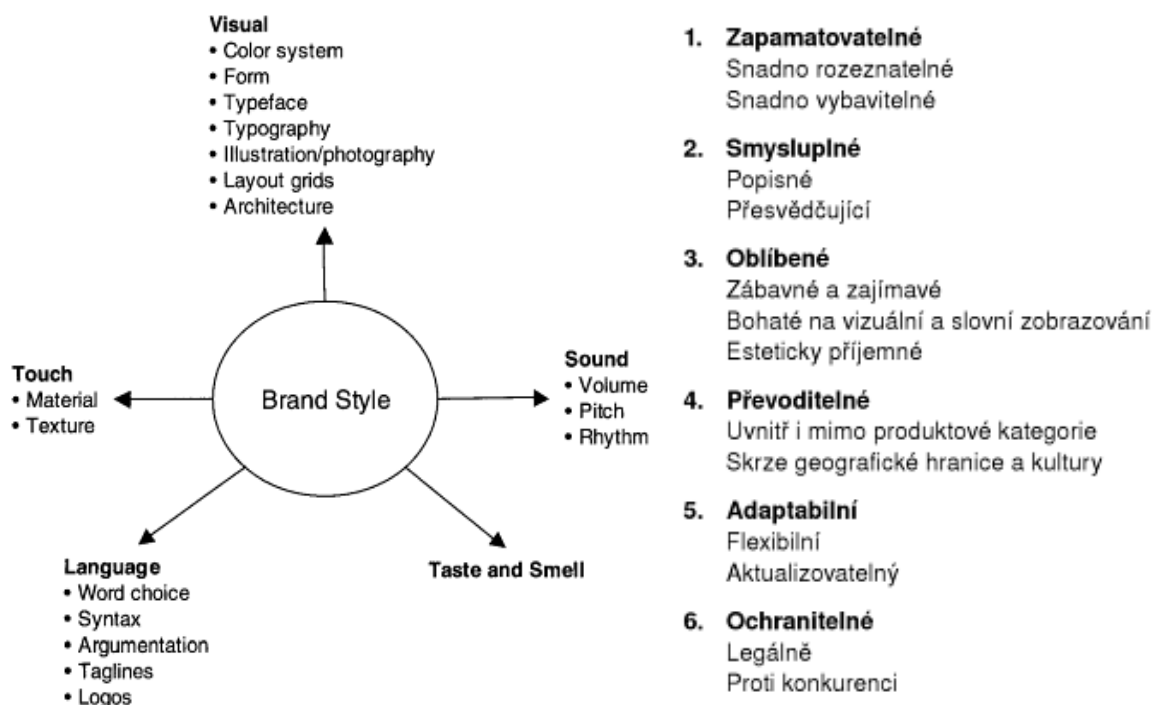 Visual
• Color system
• Form
• Typeface
• Typography
• Illustration/photography
• Layout grids
• Architecture
Touch
• Material
• Texture
Brand Style
Sound
• Volume
• Pitch
• Rhythm
Language
• Word choice
• Syntax
• Argumentation
• Taglines
• Logos
Taste and Smell
1. Zapamatovatelné
Snadno rozeznatelné
Snadno vybavitelné
2. Smysluplné
Popisné
Přesvědčující
3. Oblíbené
Zábavné a zajímavé
Bohaté na vizuální a slovní zobrazování
Esteticky příjemné
4. Převoditelné
Uvnitř i mimo produktové kategorie
Skrze geografické hranice a kultury
5. Adaptabilní
Flexibilní
Aktualizovatelný
6. Ochranitelné
Legálně
Proti konkurenci